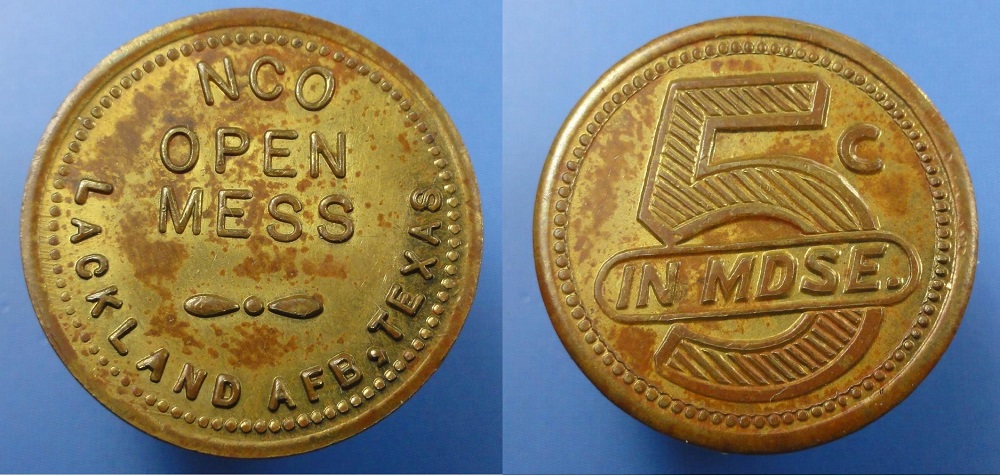 NCO
OPEN
MESS
LACKLAND AFB, TEXAS
5 C
IN MDSE.